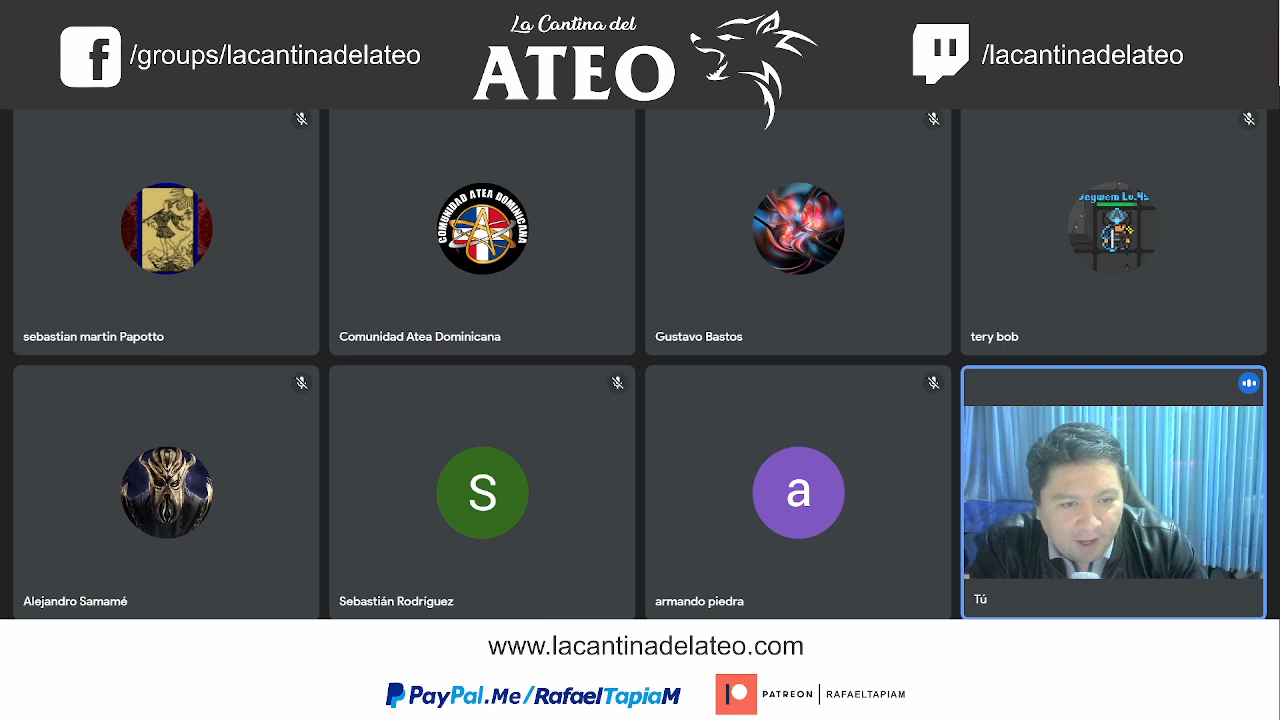 /groups/lacantinadelateo
La Cantina del
ATEO
/lacantinadelateo
COMUNIDAD ATEA DOMINICANA
sebastian martin Papotto
Comunidad Atea Dominicana
Gustavo Bastos
tery bob
S
a
Alejandro Samamé
Sebastián Rodríguez
armando piedra
Tú
www.lacantinadelateo.com
PayPal.Me/RafaelTapiaM
PATREON | RAFAELTAPIAM